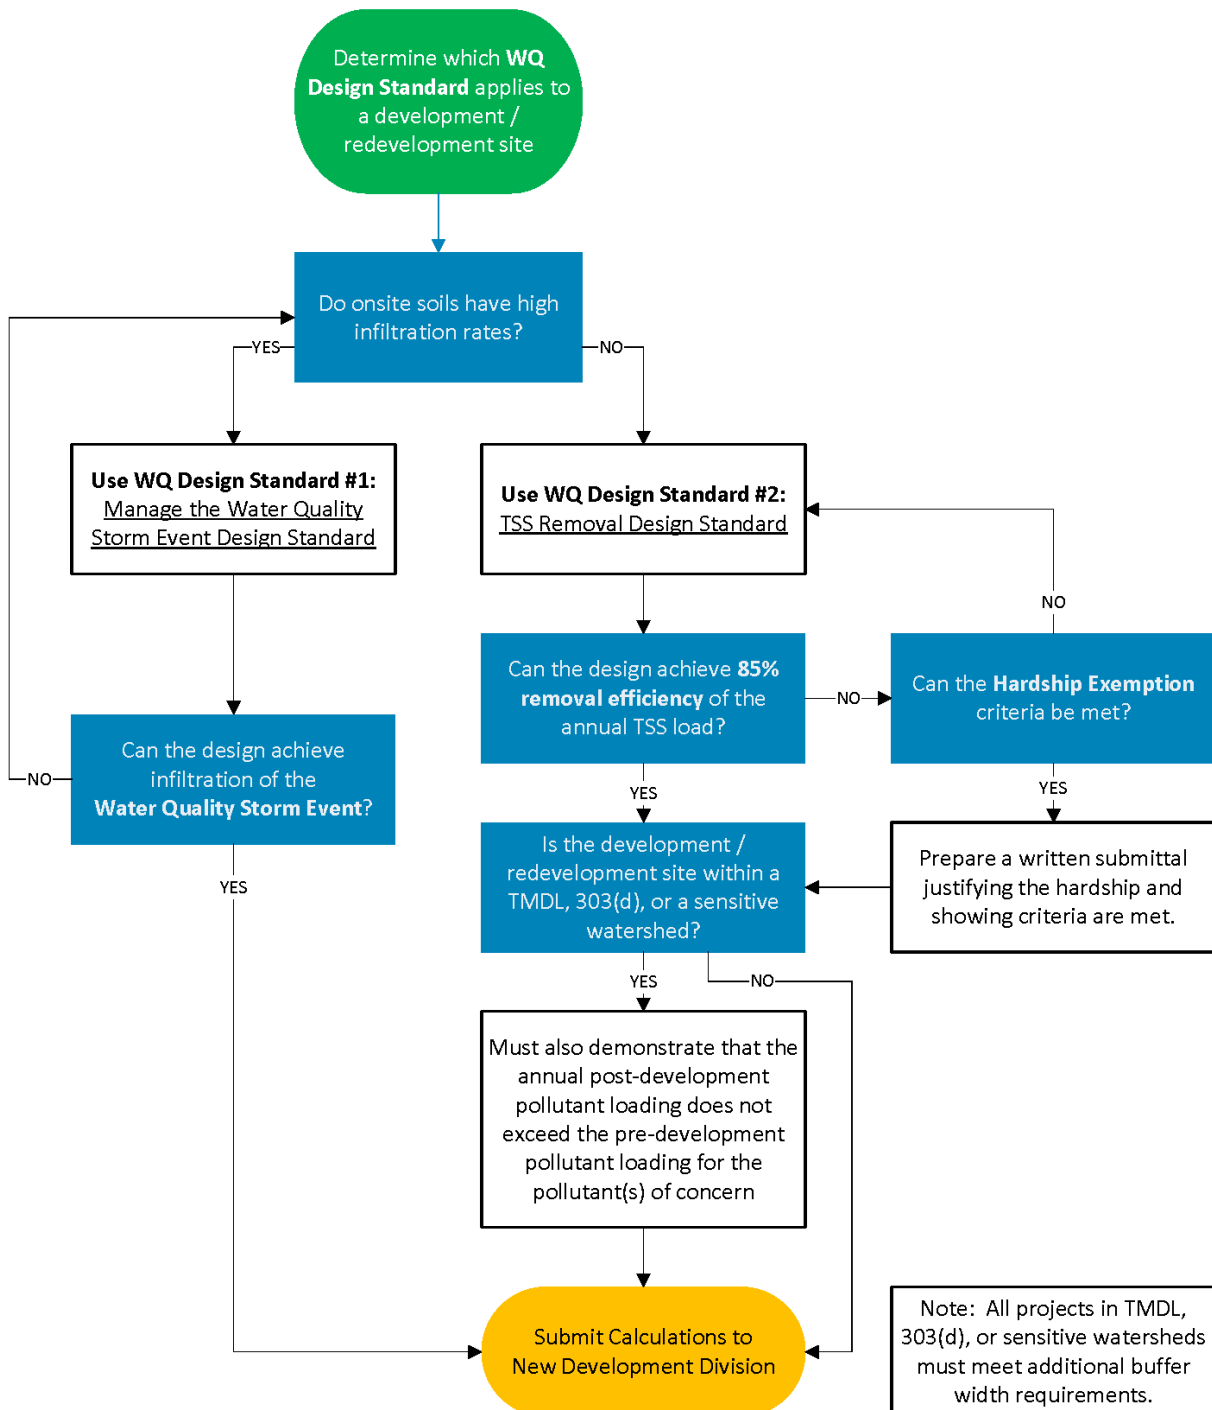 Determine which WQ
Design Standard applies to
a development /
redevelopment site
Do onsite soils have high
infiltration rates?
YES
NO
Use WQ Design Standard #1:
Manage the Water Quality
Storm Event Design Standard
Use WQ Design Standard #2:
TSS Removal Design Standard
NO
Can the design achieve 85%
removal efficiency of the
annual TSS load?
NO
Can the Hardship Exemption
criteria be met?
Can the design achieve
infiltration of the
Water Quality Storm Event?
NO
YES
YES
YES
Is the development /
redevelopment site within a
TMDL, 303(d), or a sensitive
watershed?
Prepare a written submittal
justifying the hardship and
showing criteria are met.
YES
NO
Must also demonstrate that the
annual post-development
pollutant loading does not
exceed the pre-development
pollutant loading for the
pollutant(s) of concern
Submit Calculations to
New Development Division
Note:  All projects in TMDL,
303(d), or sensitive watersheds
must meet additional buffer
width requirements.